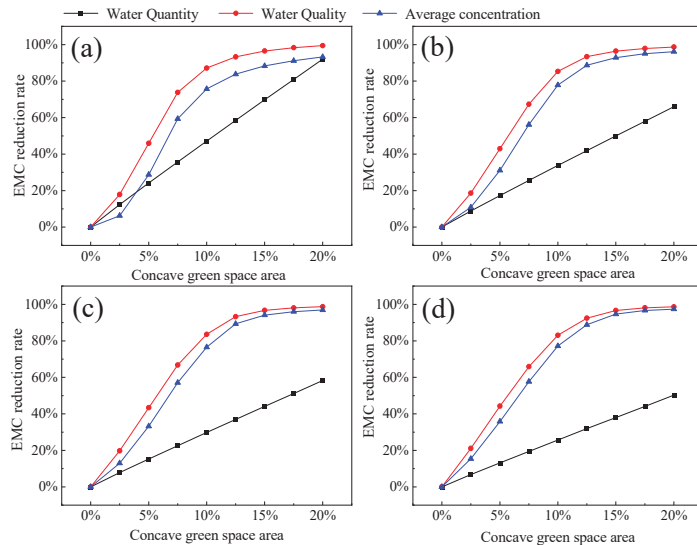 Water Quantity Water Quality Average concentration
(a)
EMC reduction rate
100%
80%
60%
40%
20%
0%
0% 5% 10% 15% 20%
Concave green space area
(b)
EMC reduction rate
100%
80%
60%
40%
20%
0%
0% 5% 10% 15% 20%
Concave green space area
(c)
EMC reduction rate
100%
80%
60%
40%
20%
0%
0% 5% 10% 15% 20%
Concave green space area
(d)
EMC reduction rate
100%
80%
60%
40%
20%
0%
0% 5% 10% 15% 20%
Concave green space area